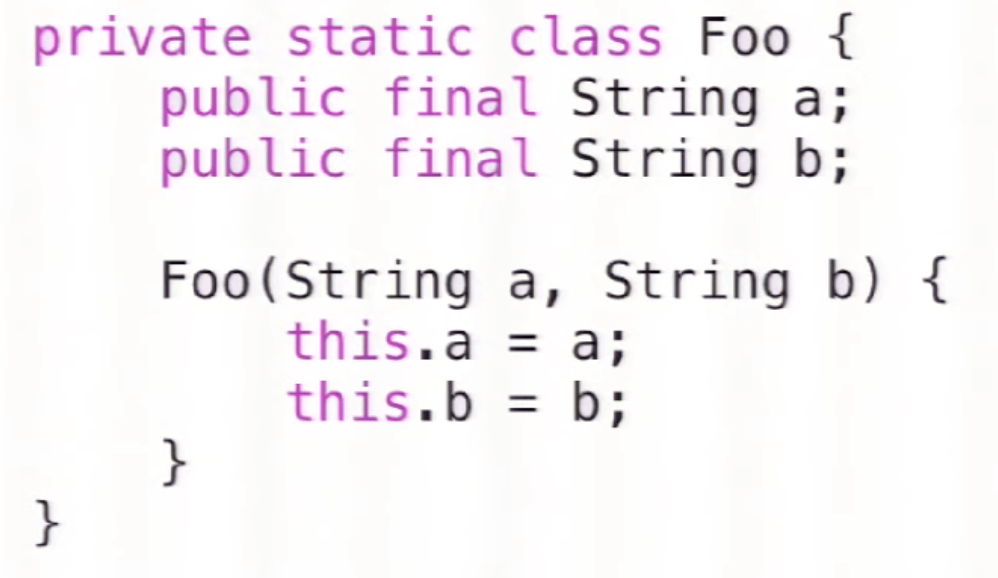 private static class Foo {
    public final String a;
    public final String b;

    Foo(String a, String b) {
        this.a = a;
        this.b = b;
    }
}